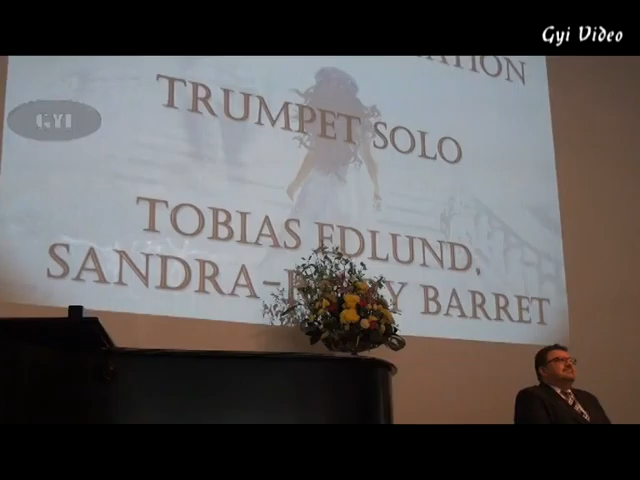 Gyi Video
TRUMPET SOLO
GYI
TOBIAS EDLUND,
SANDRA- BARRET